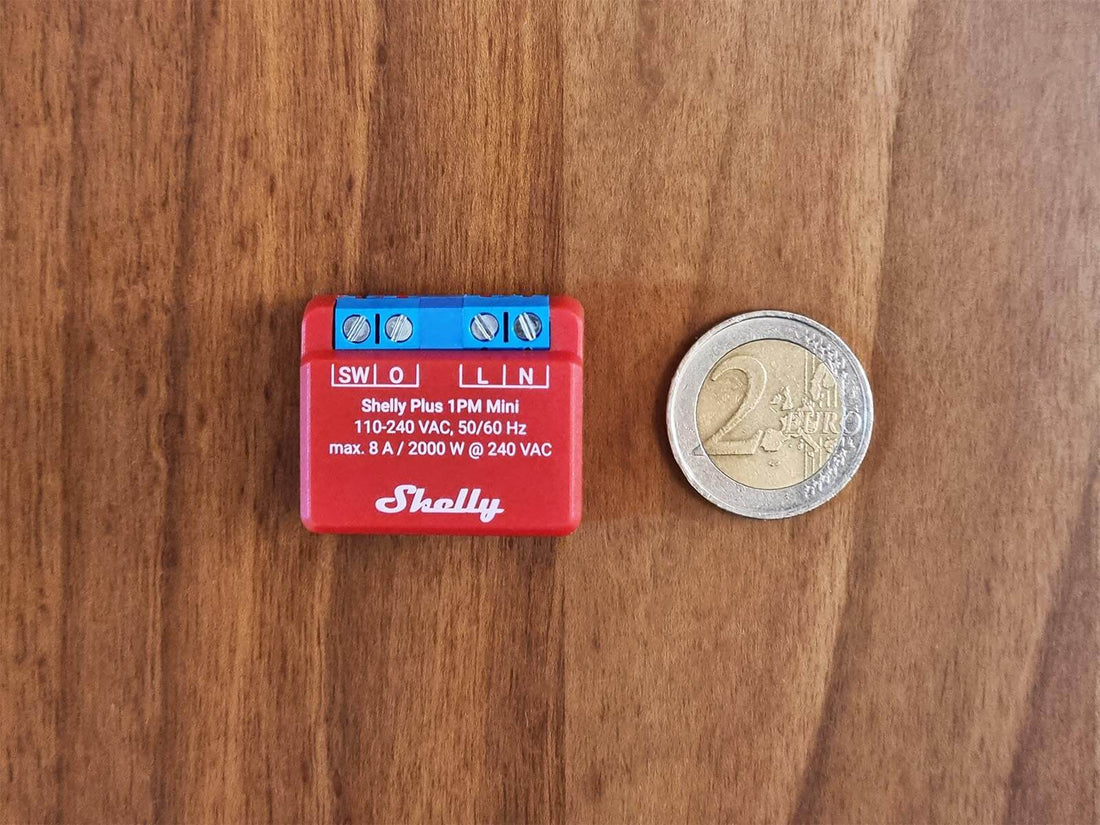 SW O L N
Shelly Plus 1PM Mini
110-240 VAC, 50/60 Hz
max. 8 A / 2000 W @ 240 VAC
Shelly
2 EURO